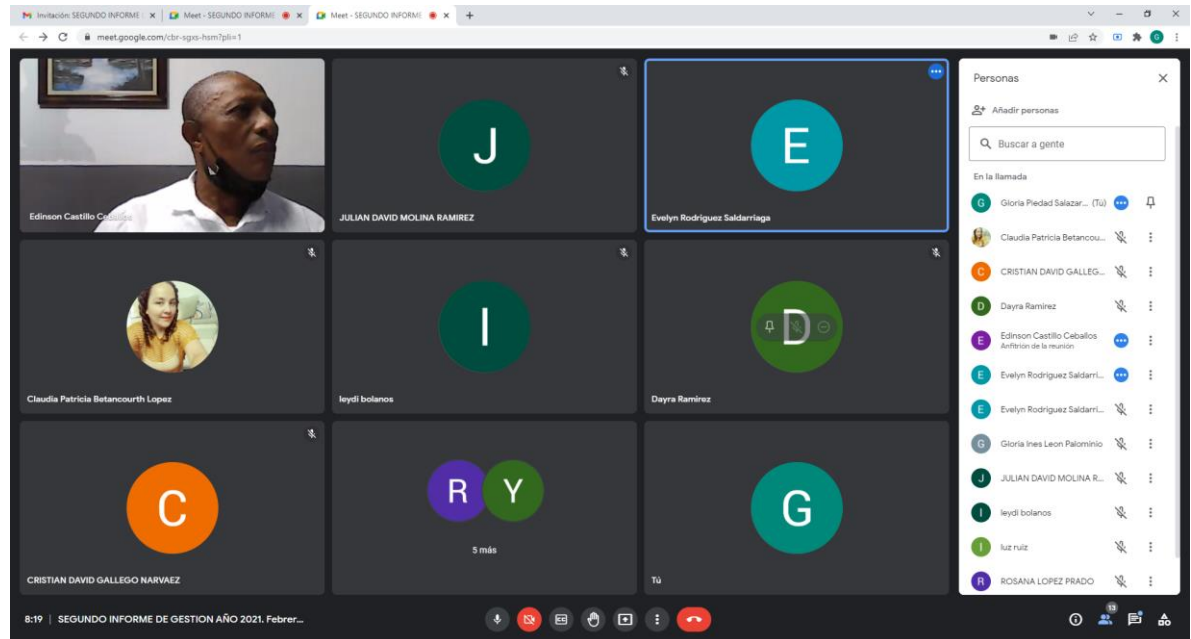 Invitación: SEGUNDO INFORME
Meet - SEGUNDO INFORME
Meet - SEGUNDO INFORME
meet.google.com/cbr-sgxs-hsm?pli=1
G
Edinson Castillo
J
JULIAN DAVID MOLINA RAMIREZ
E
Evelyn Rodriguez Saldarriaga
Claudia Patricia Betancourth Lopez
I
leydi bolanos
D
Dayra Ramirez
C
CRISTIAN DAVID GALLEGO NARVAEZ
R Y
5 más
G
Tú
Personas
Añadir personas
Buscar a gente
En la llamada
G Gloria Piedad Salazar... (Tú)
Claudia Patricia Betancou...
C CRISTIAN DAVID GALLEG...
D Dayra Ramirez
E Edinson Castillo Ceballos
Anfitrión de la reunión
E Evelyn Rodriguez Saldarri...
E Evelyn Rodriguez Saldarri...
G Gloria Ines Leon Palominio
J JULIAN DAVID MOLINA R...
l leydi bolanos
l luz ruiz
R ROSANA LOPEZ PRADO
8:19 | SEGUNDO INFORME DE GESTION AÑO 2021. Febrer...
13